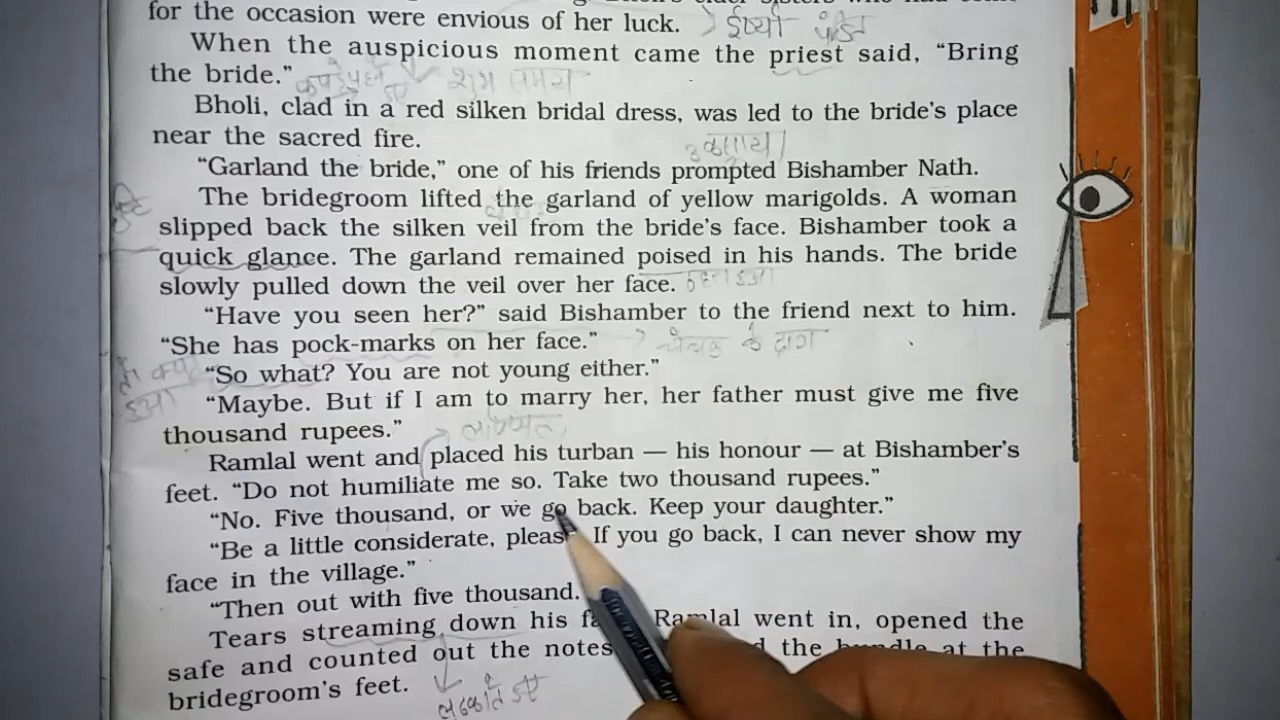 for the occasion were envious of her luck. ईर्ष्या
When the auspicious moment came the priest said, “Bring
the bride.” शुभ समय
Bholi, clad in a red silken bridal dress, was led to the bride’s place
near the sacred fire.
उकसाया
“Garland the bride,” one of his friends prompted Bishamber Nath.
The bridegroom lifted the garland of yellow marigolds. A woman
slipped back the silken veil from the bride’s face. Bishamber took a
quick glance. The garland remained poised in his hands. The bride
slowly pulled down the veil over her face.
“Have you seen her?” said Bishamber to the friend next to him.
“She has pock-marks on her face.” चेचक के दाग
“So what? You are not young either.”
“Maybe. But if I am to marry her, her father must give me five
thousand rupees.”
Ramlal went and placed his turban — his honour — at Bishamber’s
feet. “Do not humiliate me so. Take two thousand rupees.”
“No. Five thousand, or we go back. Keep your daughter.”
“Be a little considerate, please. If you go back, I can never show my
face in the village.”
“Then out with five thousand.
Tears streaming down his Ramlal went in, opened the
safe and counted out the notes the bundle at the
bridegroom’s feet.